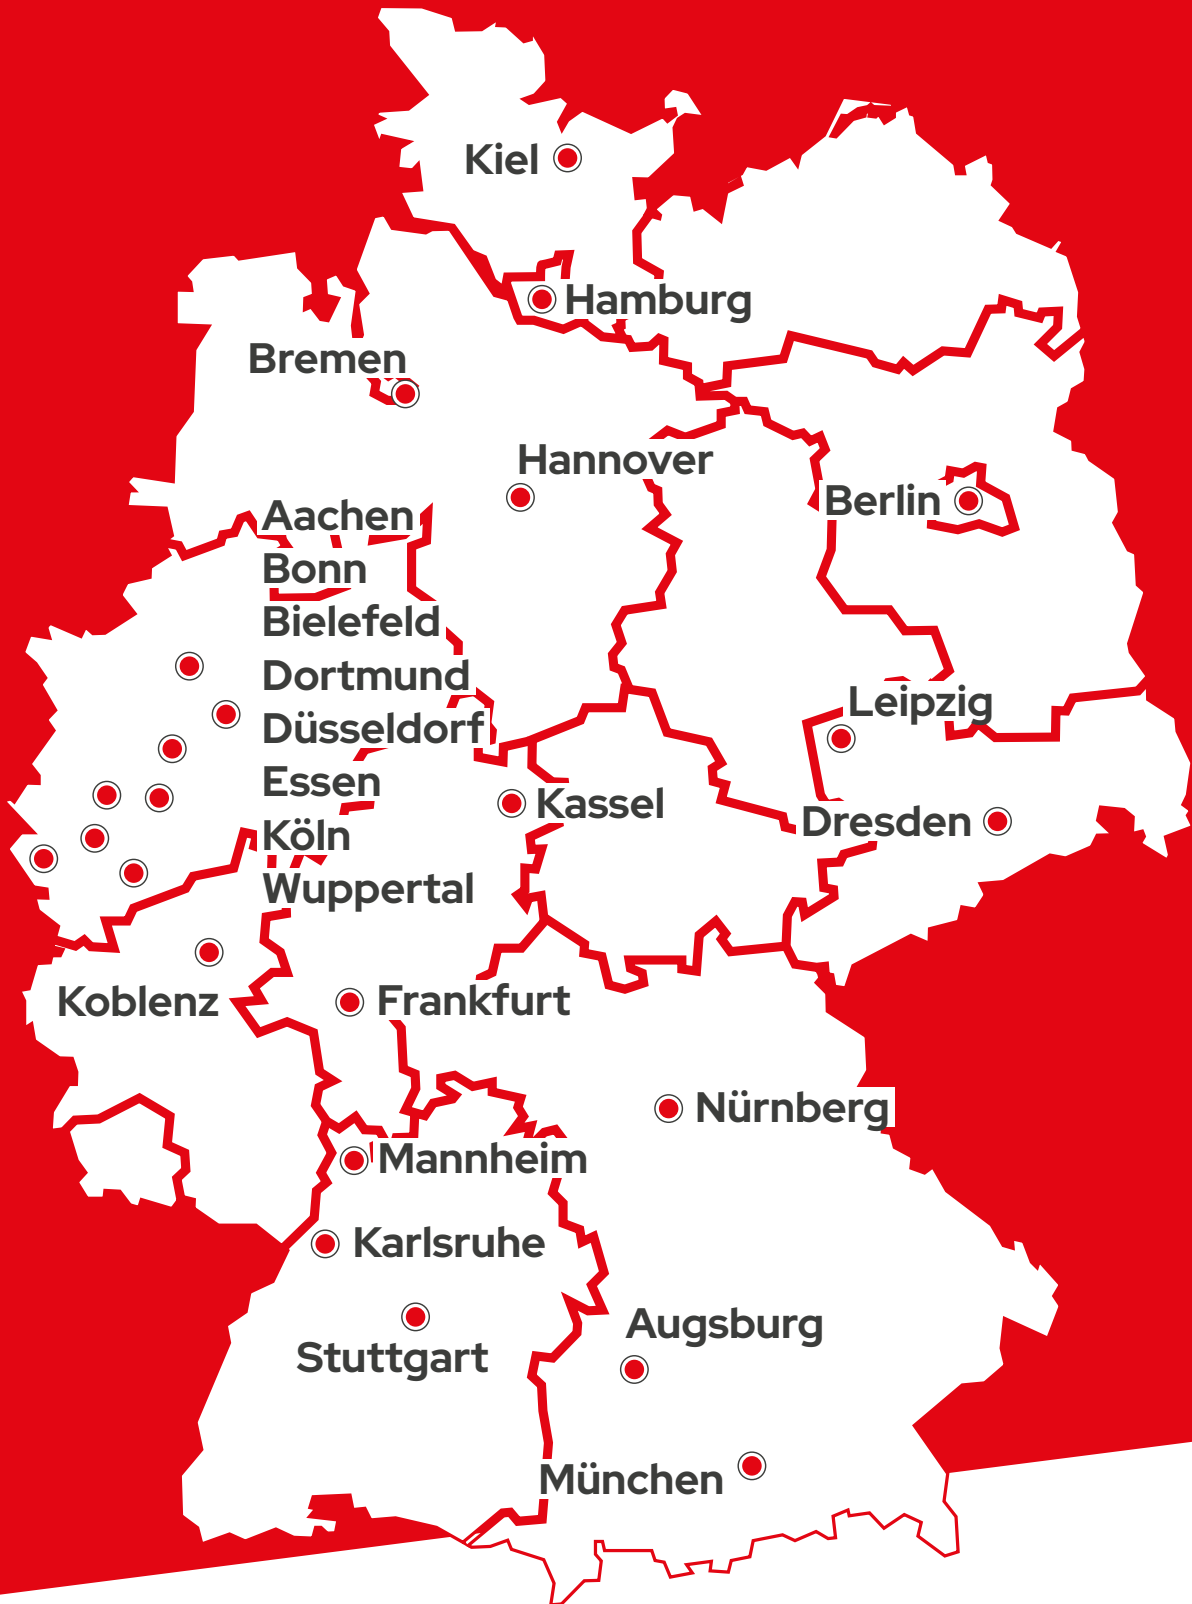 Kiel
Hamburg
Bremen
Hannover
Berlin
Aachen
Bonn
Bielefeld
Dortmund
Düsseldorf
Essen
Köln
Wuppertal
Leipzig
Kassel
Dresden
Koblenz
Frankfurt
Nürnberg
Mannheim
Karlsruhe
Augsburg
Stuttgart
München